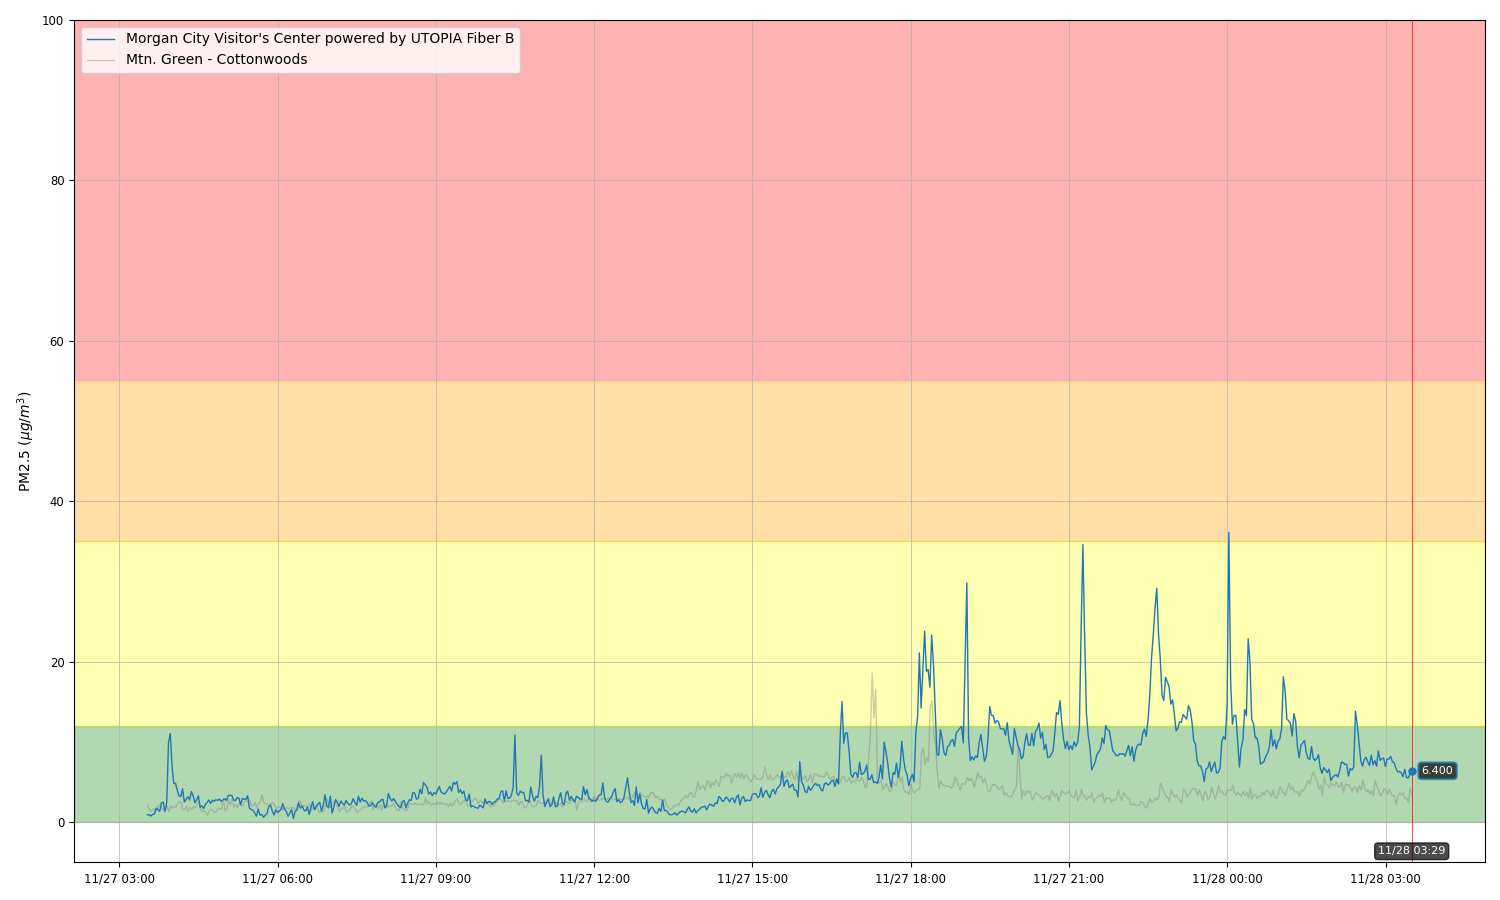 100
Morgan City Visitor's Center powered by UTOPIA Fiber B
Mtn. Green - Cottonwoods
80
60
PM2.5 (μg/m³)
40
20
6.400
0
11/28 03:29
11/27 03:00 11/27 06:00 11/27 09:00 11/27 12:00 11/27 15:00 11/27 18:00 11/27 21:00 11/28 00:00 11/28 03:00